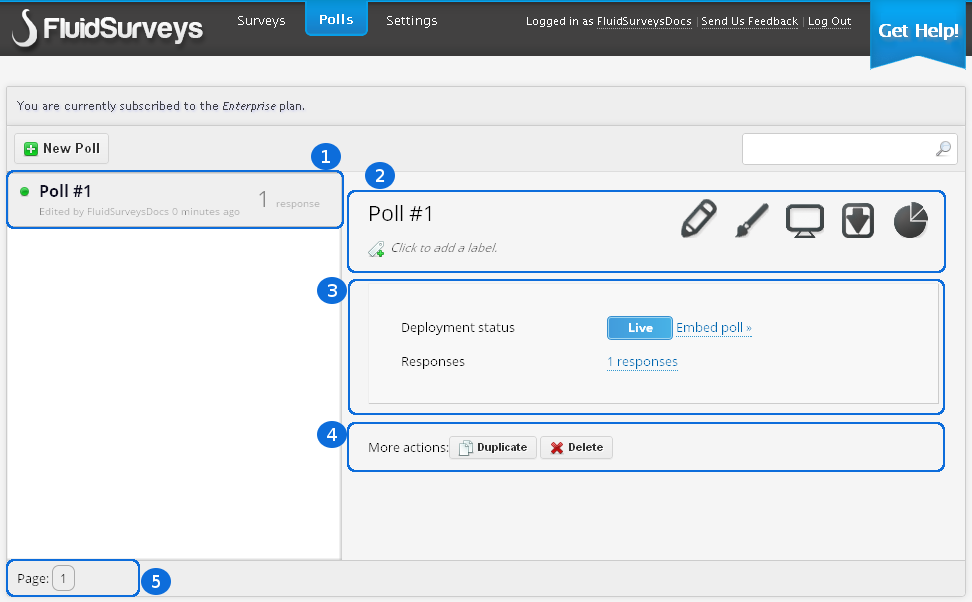 FluidSurveys
Surveys Polls Settings
Logged in as FluidSurveysDocs | Send Us Feedback | Log Out
Get Help!
You are currently subscribed to the Enterprise plan.
New Poll
1
Poll #1
Edited by FluidSurveysDocs 0 minutes ago
1 response
2
Poll #1
Click to add a label.
3
Deployment status Live Embed poll »
Responses 1 responses
4
More actions: Duplicate Delete
Page: 1
5